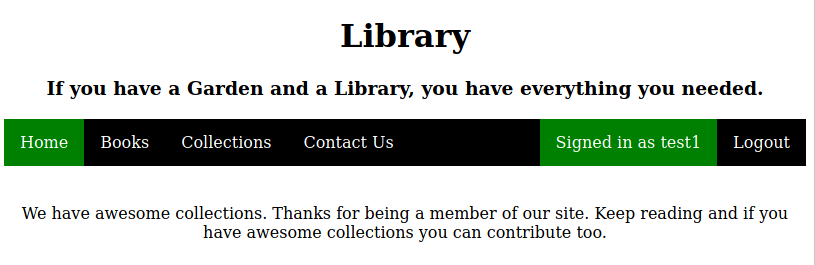 Library
If you have a Garden and a Library, you have everything you needed.
Home Books Collections Contact Us Signed in as test1 Logout
We have awesome collections. Thanks for being a member of our site. Keep reading and if you
have awesome collections you can contribute too.